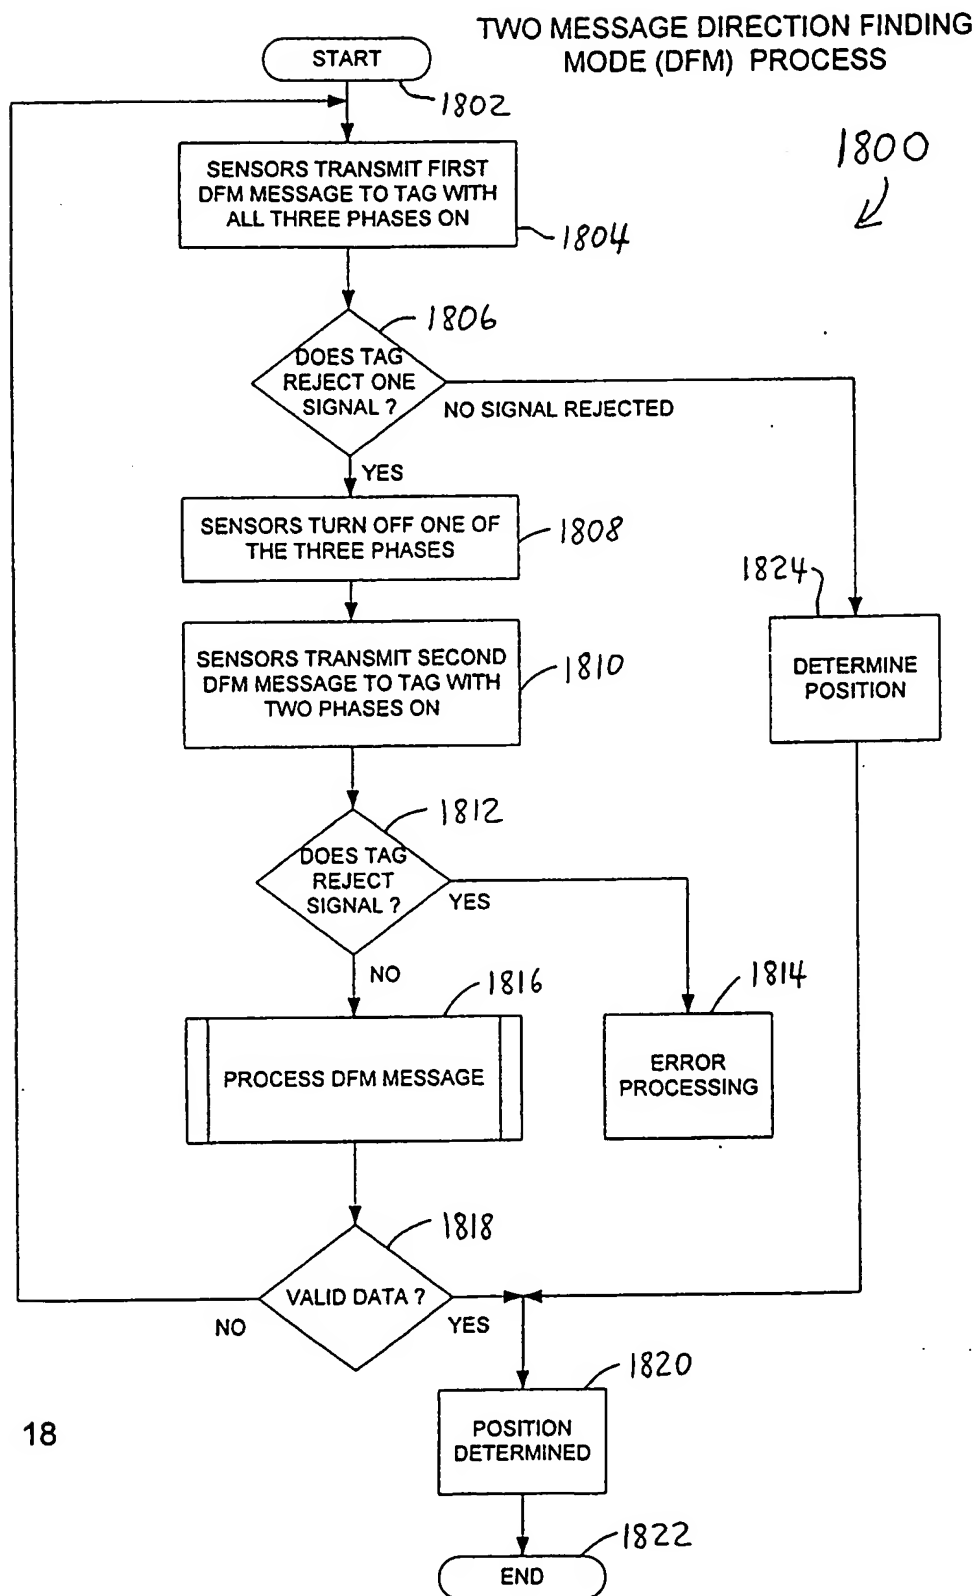 TWO MESSAGE DIRECTION FINDING
MODE (DFM) PROCESS
1800
START
1802
SENSORS TRANSMIT FIRST
DFM MESSAGE TO TAG WITH
ALL THREE PHASES ON
1804
1806
DOES TAG
REJECT ONE
SIGNAL ?
NO SIGNAL REJECTED
YES
SENSORS TURN OFF ONE OF
THE THREE PHASES
1808
1824
DETERMINE
POSITION
SENSORS TRANSMIT SECOND
DFM MESSAGE TO TAG WITH
TWO PHASES ON
1810
1812
DOES TAG
REJECT
SIGNAL ?
YES
NO
1816
PROCESS DFM MESSAGE
1814
ERROR
PROCESSING
1818
VALID DATA ?
NO
YES
1820
POSITION
DETERMINED
18
1822
END